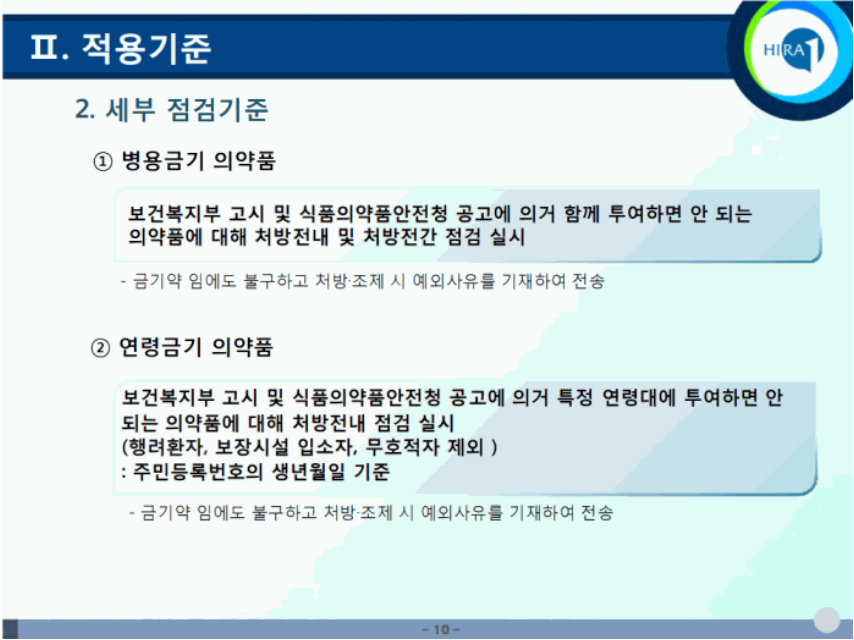 Ⅱ. 적용기준
HIRA
2. 세부 점검기준
① 병용금기 의약품
보건복지부 고시 및 식품의약품안전청 공고에 의거 함께 투여하면 안 되는
의약품에 대해 처방전내 및 처방전간 점검 실시
- 금기약 임에도 불구하고 처방·조제 시 예외사유를 기재하여 전송
② 연령금기 의약품
보건복지부 고시 및 식품의약품안전청 공고에 의거 특정 연령대에 투여하면 안
되는 의약품에 대해 처방전내 점검 실시
(행려환자, 보장시설 입소자, 무호적자 제외 )
: 주민등록번호의 생년월일 기준
- 금기약 임에도 불구하고 처방·조제 시 예외사유를 기재하여 전송
- 10 -